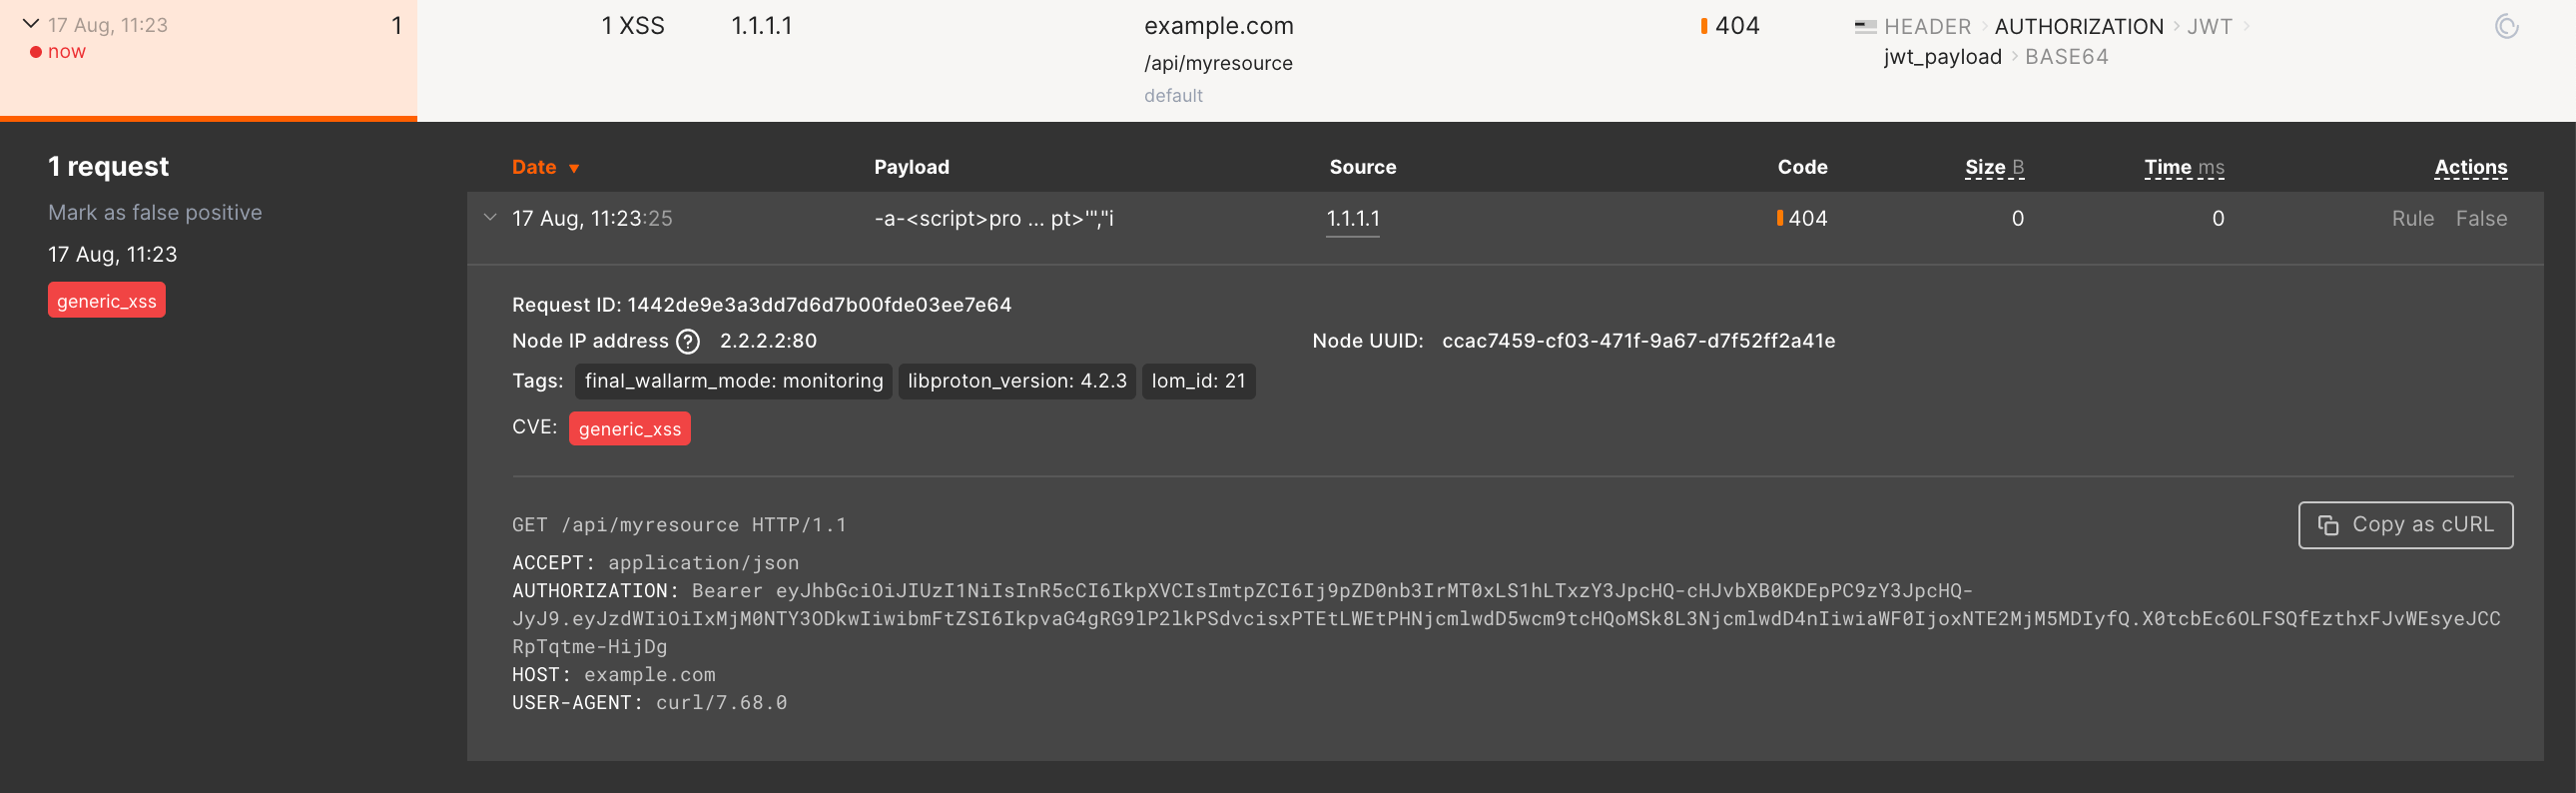 17 Aug, 11:23 1 1 XSS 1.1.1.1 example.com 404 HEADER > AUTHORIZATION > JWT >
now /api/myresource jwt_payload > BASE64
default
1 request Date ▼ Payload Source Code Size B Time ms Actions
Mark as false positive 17 Aug, 11:23:25 -a-<script>pro ... pt>'","i 1.1.1.1 404 0 0 Rule False
17 Aug, 11:23
generic_xss Request ID: 1442de9e3a3dd7d6d7b00fde03ee7e64
Node IP address ? 2.2.2.2:80 Node UUID: ccac7459-cf03-471f-9a67-d7f52ff2a41e
Tags: final_wallarm_mode: monitoring libproton_version: 4.2.3 lom_id: 21
CVE: generic_xss
GET /api/myresource HTTP/1.1 Copy as cURL
ACCEPT: application/json
AUTHORIZATION: Bearer eyJhbGciOiJIUzI1NiIsInR5cCI6IkpXVCIsImtpZCI6Ij9pZD0nb3IrMT0xLS1hLTxzY3JpcHQ-cHJvbXB0KDEpPC9zY3JpcHQ-
JyJ9.eyJzdWIiOiIxMjM0NTY3ODkwIiwibmFtZSI6IkpvaG4gRG9lP2lkPSdvcisxPTEtLWEtPHNjcmlwdD5wcm9tcHQoMSk8L3NjcmlwdD4nIiwiaWF0IjoxNTE2MjM5MDIyfQ.X0tcbEc6OLFSQfEzthxFJvWEsyeJCC
RpTqtme-HijDg
HOST: example.com
USER-AGENT: curl/7.68.0